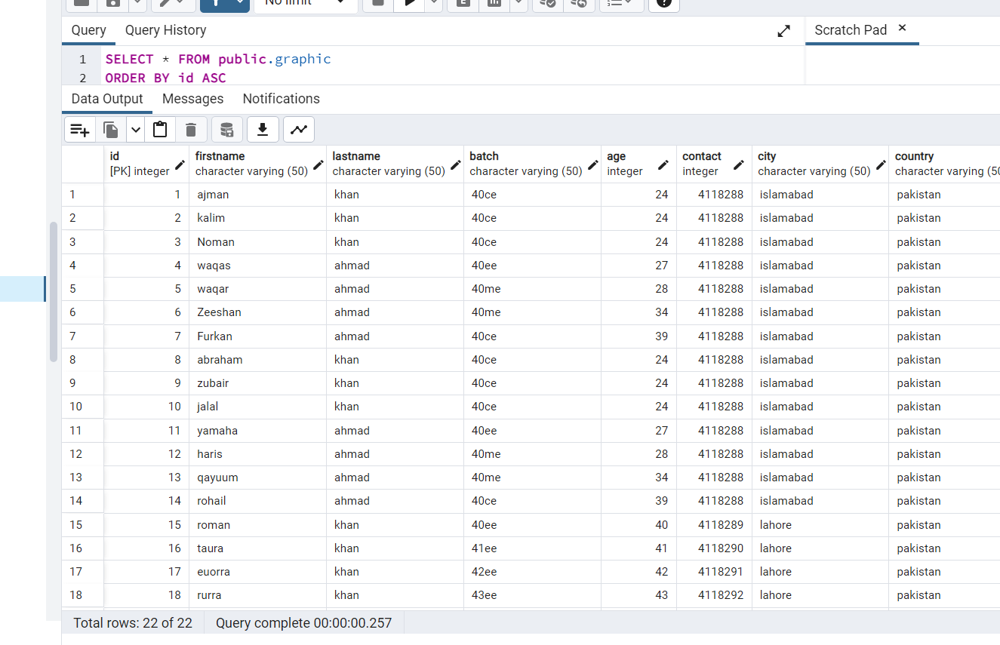 No limit
Query Query History Scratch Pad ×
1 SELECT * FROM public.graphic
2 ORDER BY id ASC
Data Output Messages Notifications
id firstname lastname batch age contact city country
[PK] integer character varying (50) character varying (50) character varying (50) integer integer character varying (50) character varying (50
1 1 ajman khan 40ce 24 4118288 islamabad pakistan
2 2 kalim khan 40ce 24 4118288 islamabad pakistan
3 3 Noman khan 40ce 24 4118288 islamabad pakistan
4 4 waqas ahmad 40ee 27 4118288 islamabad pakistan
5 5 waqar ahmad 40me 28 4118288 islamabad pakistan
6 6 Zeeshan ahmad 40me 34 4118288 islamabad pakistan
7 7 Furkan ahmad 40ce 39 4118288 islamabad pakistan
8 8 abraham khan 40ce 24 4118288 islamabad pakistan
9 9 zubair khan 40ce 24 4118288 islamabad pakistan
10 10 jalal khan 40ce 24 4118288 islamabad pakistan
11 11 yamaha ahmad 40ee 27 4118288 islamabad pakistan
12 12 haris ahmad 40me 28 4118288 islamabad pakistan
13 13 qayuum ahmad 40me 34 4118288 islamabad pakistan
14 14 rohail ahmad 40ce 39 4118288 islamabad pakistan
15 15 roman khan 40ee 40 4118289 lahore pakistan
16 16 taura khan 41ee 41 4118290 lahore pakistan
17 17 euorra khan 42ee 42 4118291 lahore pakistan
18 18 rurra khan 43ee 43 4118292 lahore pakistan
Total rows: 22 of 22 Query complete 00:00:00.257